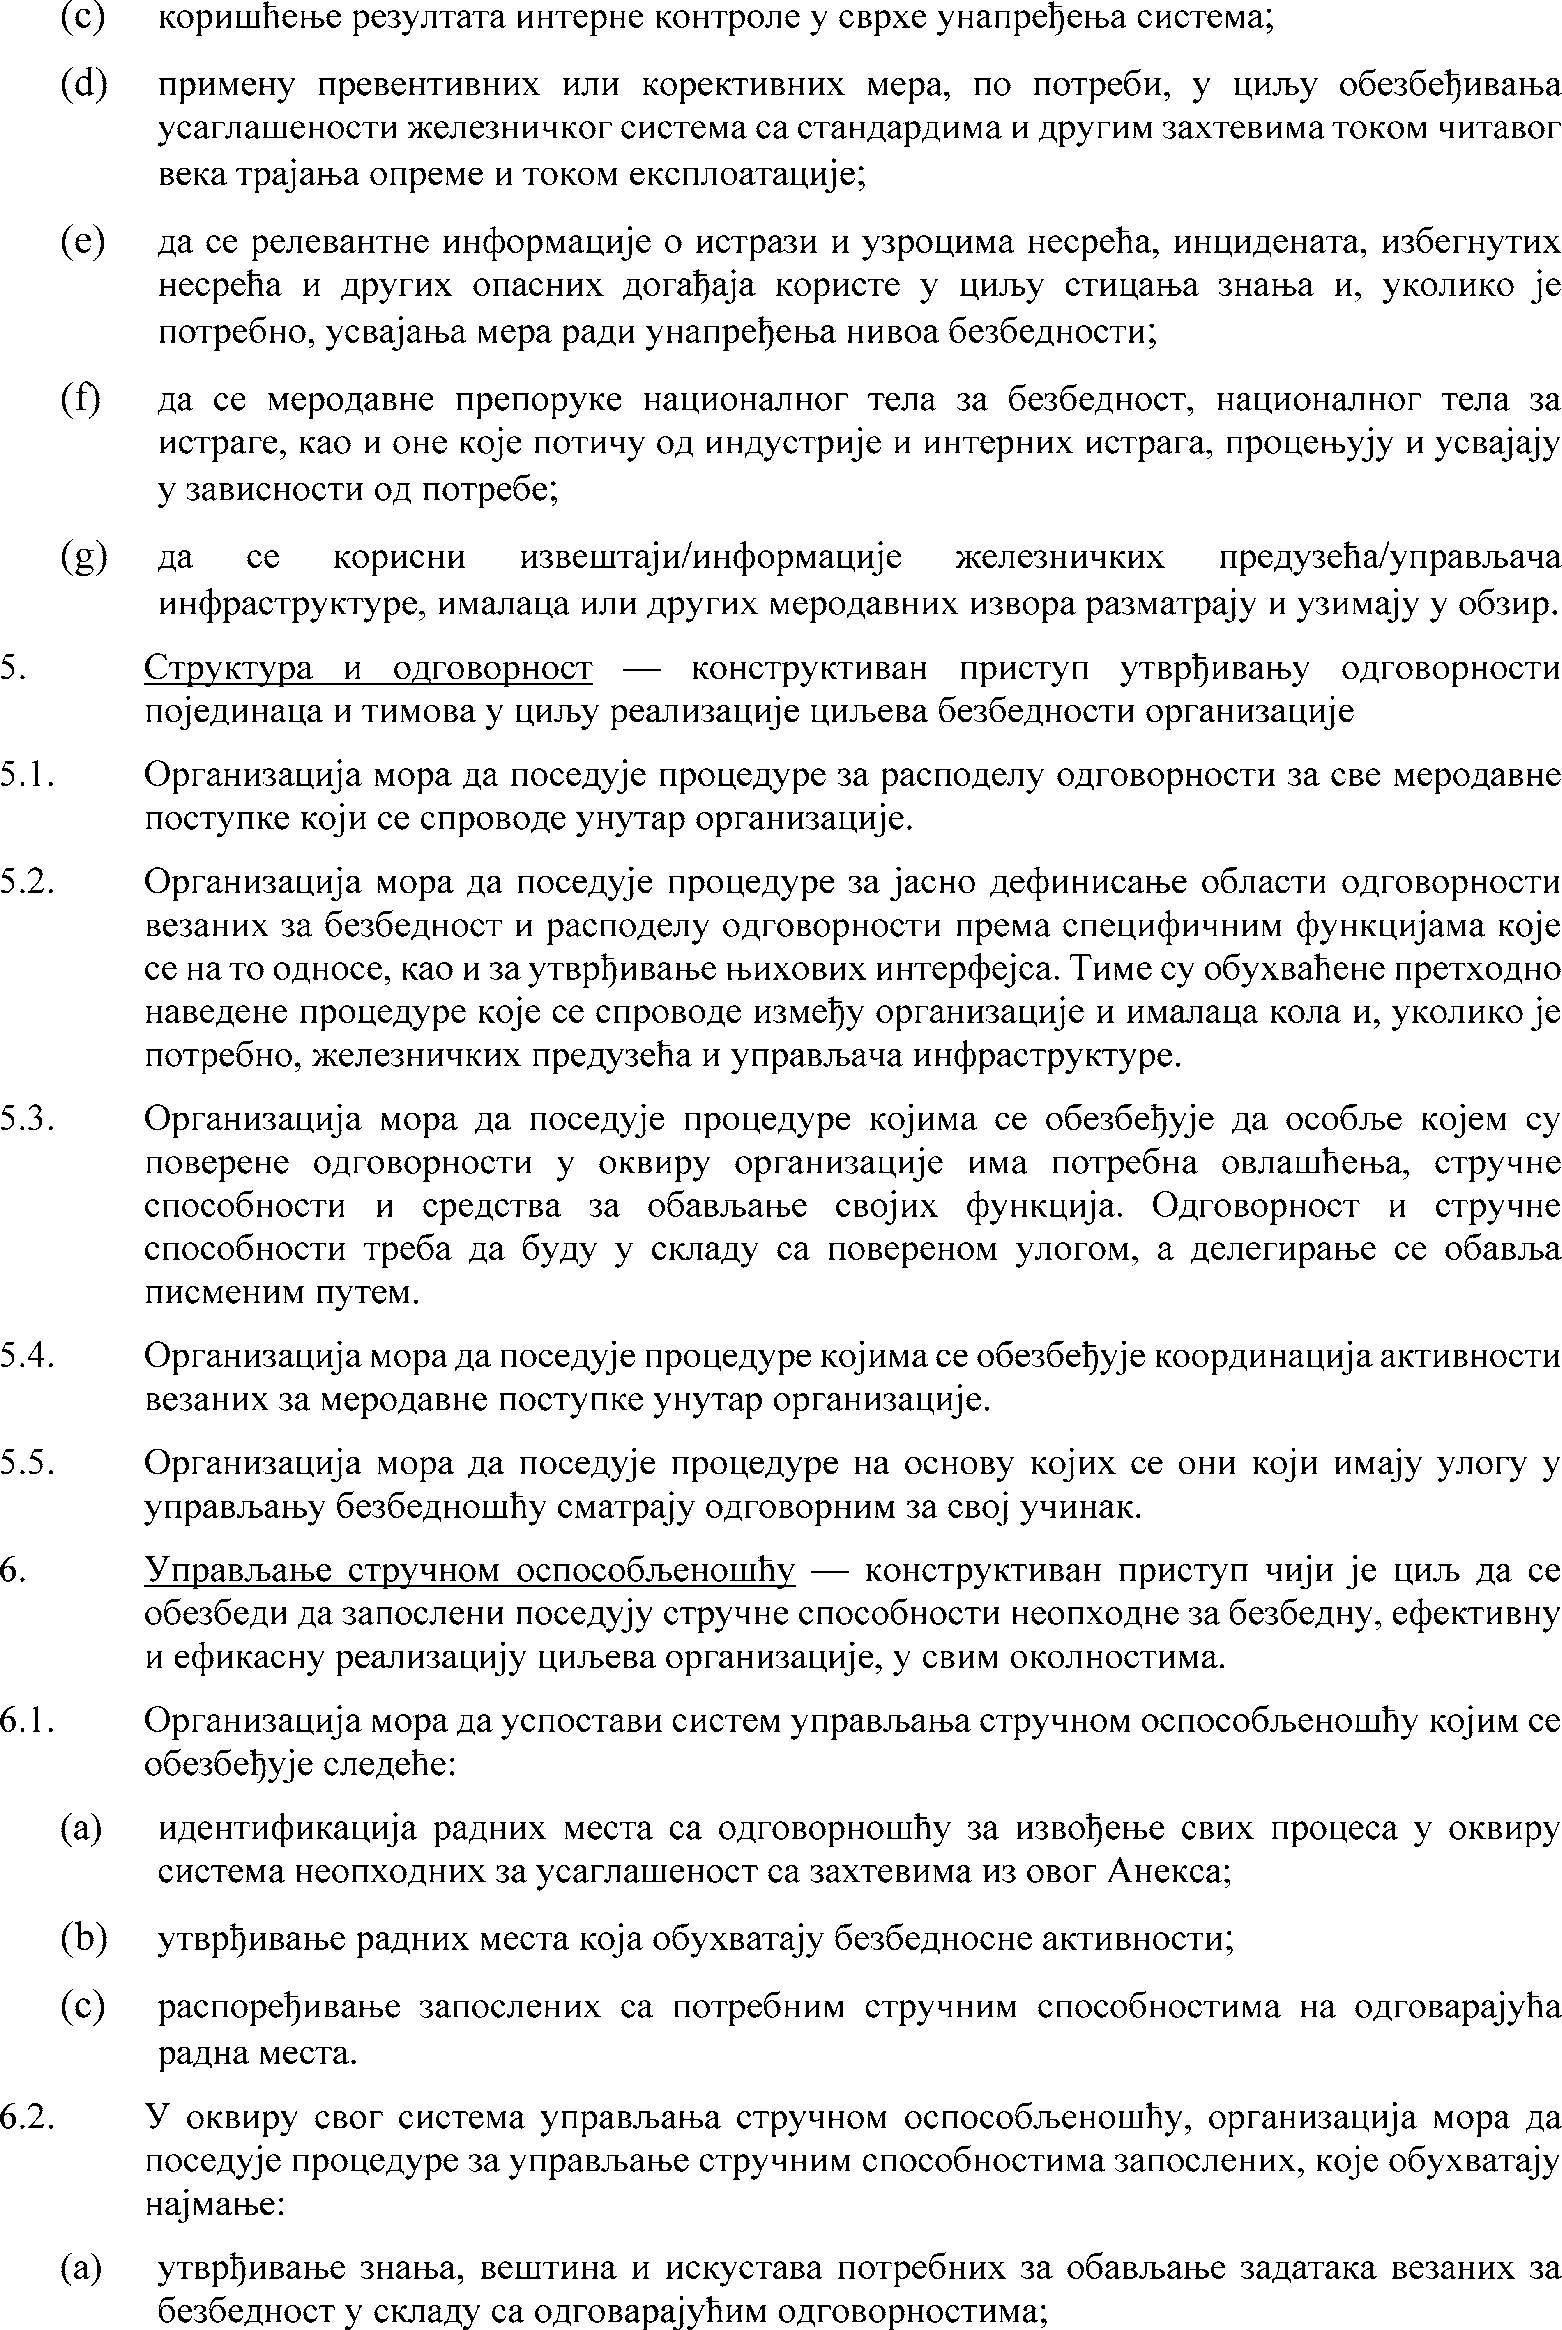 (c) коришћење резултата интерне контроле у сврхе унапређења система;
(d) примену превентивних или корективних мера, по потреби, у циљу обезбеђивања
усаглашености железничког система са стандардима и другим захтевима током читавог
века трајања опреме и током експлоатације;
(e) да се релевантне информације о истрази и узроцима несрећа, инцидената, избегнутих
несрећа и других опасних догађаја користе у циљу стицања знања и, уколико је
потребно, усвајања мера ради унапређења нивоа безбедности;
(f) да се меродавне препоруке националног тела за безбедност, националног тела за
истраге, као и оне које потичу од индустрије и интерних истрага, процењују и усвајају
у зависности од потребе;
(g) да се корисни извештаји/информације железничких предузећа/управљача
инфраструктуре, ималаца или других меродавних извора разматрају и узимају у обзир.
5. Структура и одговорност — конструктиван приступ утврђивању одговорности
појединаца и тимова у циљу реализације циљева безбедности организације
5.1. Организација мора да поседује процедуре за расподелу одговорности за све меродавне
поступке који се спроводе унутар организације.
5.2. Организација мора да поседује процедуре за јасно дефинисање области одговорности
везаних за безбедност и расподелу одговорности према специфичним функцијама које
се на то односе, као и за утврђивање њихових интерфејса. Тиме су обухваћене претходно
наведене процедуре које се спроводе између организације и ималаца кола и, уколико је
потребно, железничких предузећа и управљача инфраструктуре.
5.3. Организација мора да поседује процедуре којима се обезбеђује да особље којем су
поверене одговорности у оквиру организације има потребна овлашћења, стручне
способности и средства за обављање својих функција. Одговорност и стручне
способности треба да буду у складу са повереном улогом, а делегирање се обавља
писменим путем.
5.4. Организација мора да поседује процедуре којима се обезбеђује координација активности
везаних за меродавне поступке унутар организације.
5.5. Организација мора да поседује процедуре на основу којих се они који имају улогу у
управљању безбедношћу сматрају одговорним за свој учинак.
6. Управљање стручном оспособљеношћу — конструктиван приступ чији је циљ да се
обезбеди да запослени поседују стручне способности неопходне за безбедну, ефективну
и ефикасну реализацију циљева организације, у свим околностима.
6.1. Организација мора да успостави систем управљања стручном оспособљеношћу којим се
обезбеђује следеће:
(a) идентификација радних места са одговорношћу за извођење свих процеса у оквиру
система неопходних за усаглашеност са захтевима из овог Анекса;
(b) утврђивање радних места која обухватају безбедносне активности;
(c) распоређивање запослених са потребним стручним способностима на одговарајућа
радна места.
6.2. У оквиру свог система управљања стручном оспособљеношћу, организација мора да
поседује процедуре за управљање стручним способностима запослених, које обухватају
најмање:
(a) утврђивање знања, вештина и искустава потребних за обављање задатака везаних за
безбедност у складу са одговарајућим одговорностима;